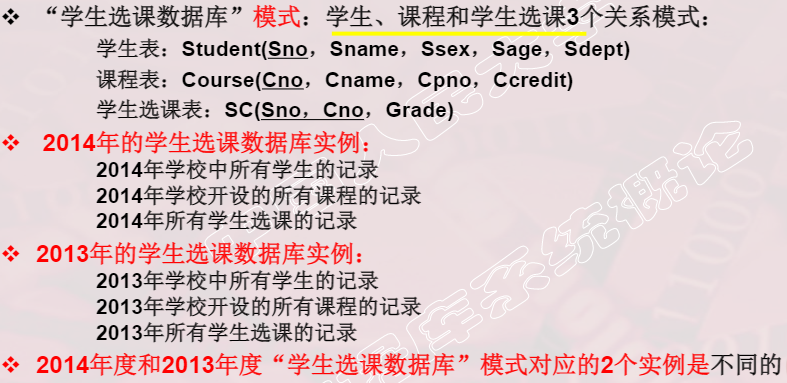 ❖ “学生选课数据库”模式：学生、课程和学生选课3个关系模式：
学生表：Student(Sno，Sname，Ssex，Sage，Sdept)
课程表：Course(Cno，Cname，Cpno，Ccredit)
学生选课表：SC(Sno，Cno，Grade)
❖ 2014年的学生选课数据库实例：
2014年学校中所有学生的记录
2014年学校开设的所有课程的记录
2014年所有学生选课的记录
❖ 2013年的学生选课数据库实例：
2013年学校中所有学生的记录
2013年学校开设的所有课程的记录
2013年所有学生选课的记录
❖ 2014年度和2013年度“学生选课数据库”模式对应的2个实例是不同的